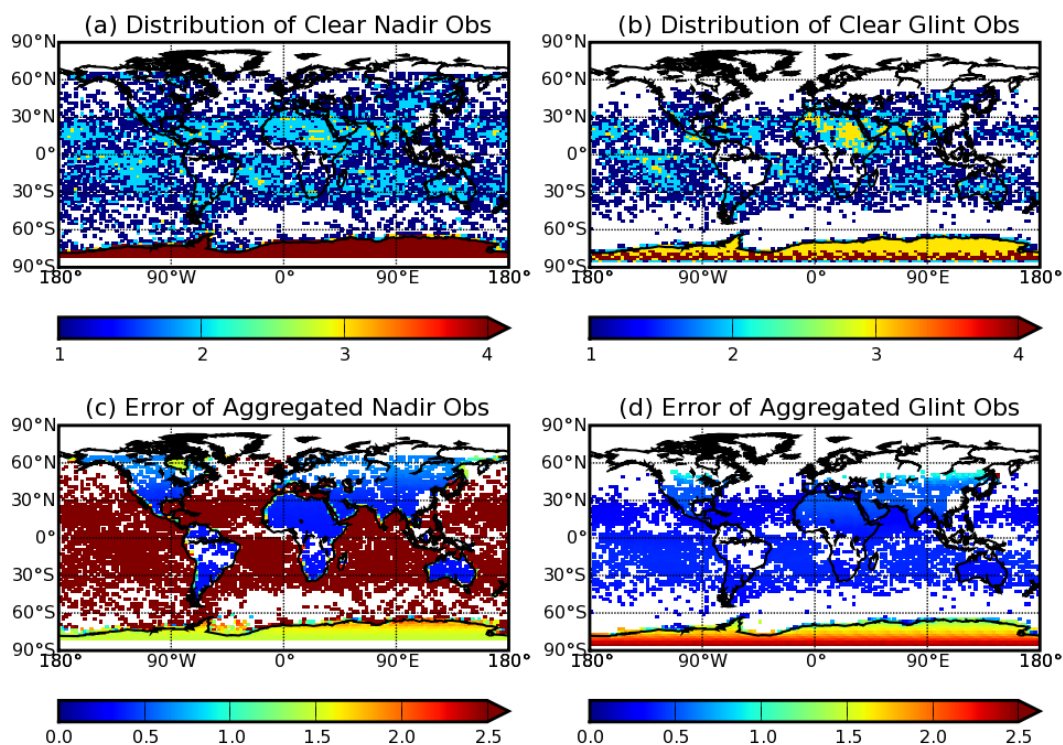 (a) Distribution of Clear Nadir Obs
(b) Distribution of Clear Glint Obs
90°N
60°N
30°N
0°
30°S
60°S
90°S
180°
90°W
0°
90°E
180°
90°N
60°N
30°N
0°
30°S
60°S
90°S
180°
90°W
0°
90°E
180°
1
2
3
4
1
2
3
4
(c) Error of Aggregated Nadir Obs
(d) Error of Aggregated Glint Obs
90°N
60°N
30°N
0°
30°S
60°S
90°S
180°
90°W
0°
90°E
180°
90°N
60°N
30°N
0°
30°S
60°S
90°S
180°
90°W
0°
90°E
180°
0.0
0.5
1.0
1.5
2.0
2.5
0.0
0.5
1.0
1.5
2.0
2.5